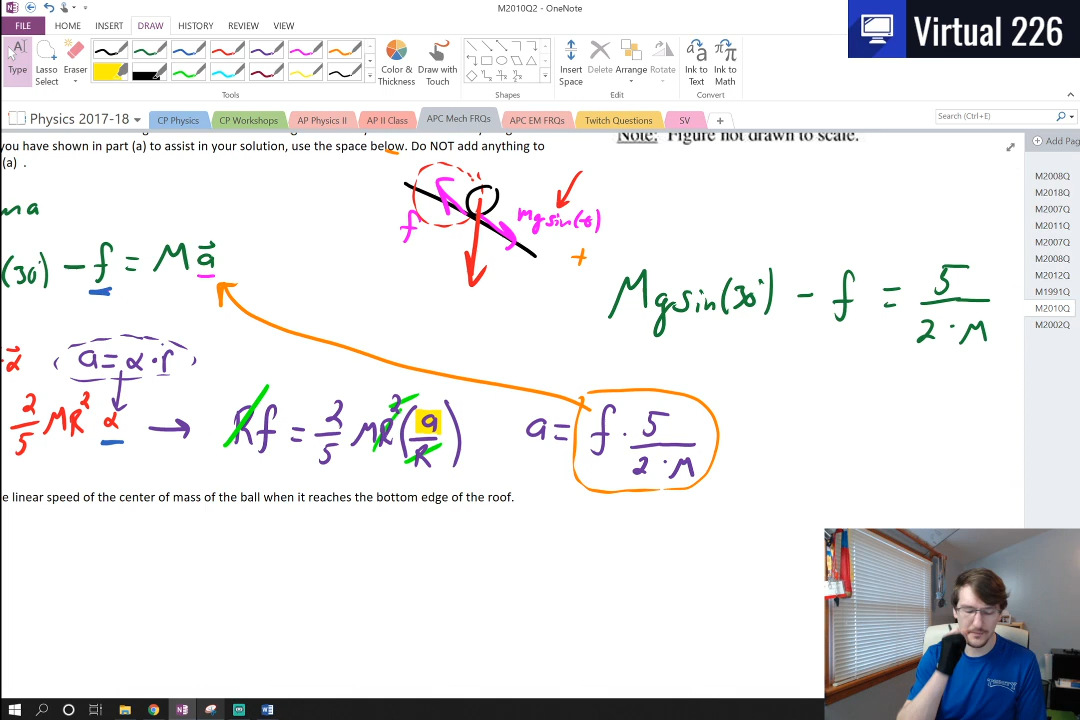 M2010Q2 - OneNote
FILE HOME INSERT DRAW HISTORY REVIEW VIEW
Virtual 226
Type
Lasso Select
Eraser
Color & Thickness
Draw with Touch
Insert Space
Delete
Arrange
Rotate
Ink to Text
Ink to Math
Tools
Shapes
Edit
Convert
Physics 2017-18
CP Physics
CP Workshops
AP Physics II
AP II Class
APC Mech FRQs
APC EM FRQs
Twitch Questions
SV
Search (Ctrl+E)
Add Pag
M2008Q
M2018Q
M2007Q
M2011Q
M2007Q
M2008Q
M2012Q
M1991Q
M2010Q
M2002Q
Note: Figure not drawn to scale.
you have shown in part (a) to assist in your solution, use the space below. Do NOT add anything to
(a) .
ma
f
Mg sin(θ)
+
(30°) - f = M a⃗
Mg sin(30°) - f = 5 / 2·M
α⃗
a = α·r
2/5 MR² α → Rf = 2/5 MR² (a/R)
a = f · 5 / 2·M
e linear speed of the center of mass of the ball when it reaches the bottom edge of the roof.